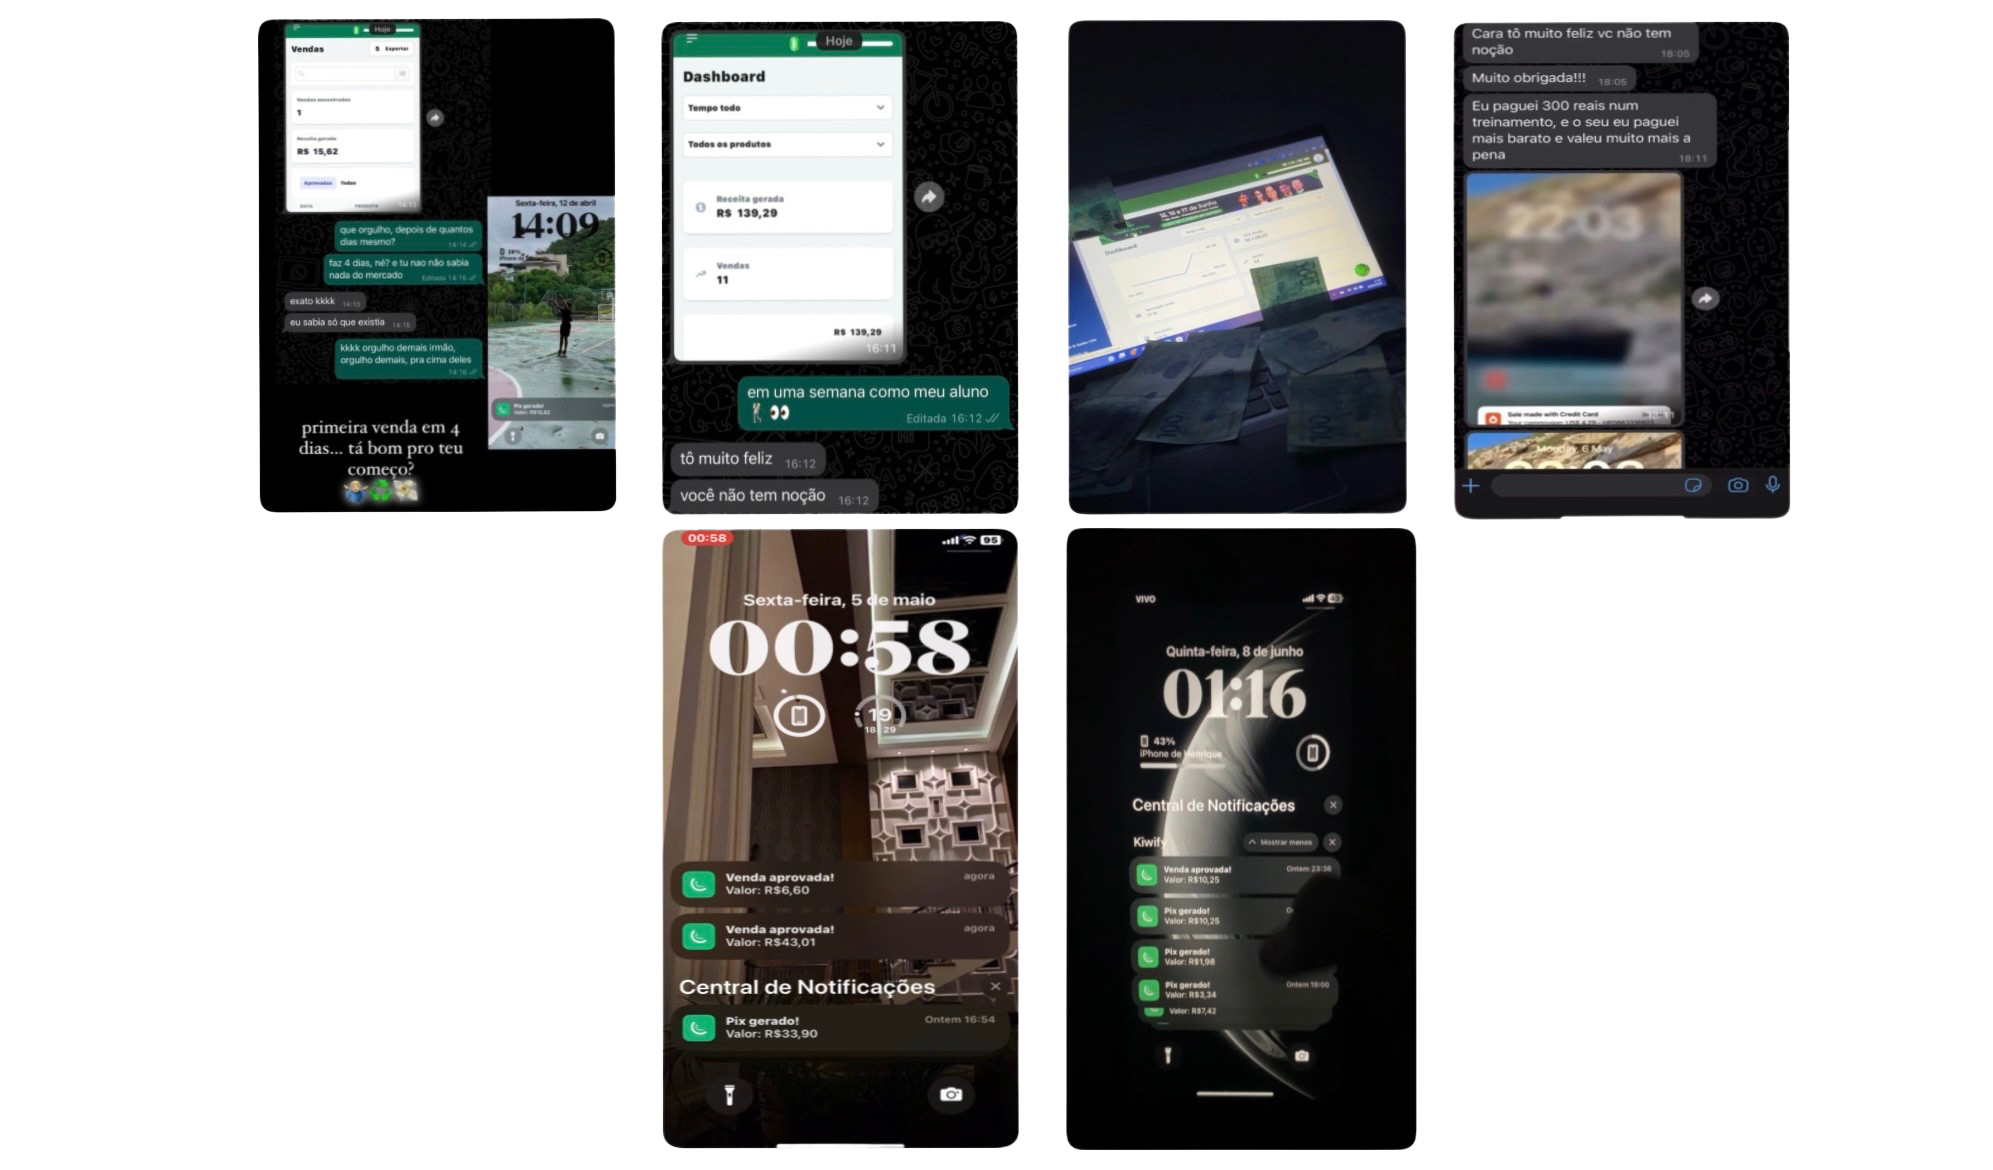 Hoje
Vendas
Exportar
Vendas encontradas
1
Receita gerada
R$ 15,62
Aprovadas Todas
DATA PRODUTO 14:13
que orgulho, depois de quantos
dias mesmo? 14:14
faz 4 dias, né? e tu nao não sabia
nada do mercado Editada 14:15
exato kkkk 14:15
eu sabia só que existia 14:15
kkkk orgulho demais irmão,
orgulho demais, pra cima deles
14:16
Sexta-feira, 12 de abril
14:09
Pix gerado!
Valor: R$15,62
primeira venda em 4
dias... tá bom pro teu
começo?
Hoje
Dashboard
Tempo todo
Todos os produtos
Receita gerada
R$ 139,29
Vendas
11
R$ 139,29
16:11
em uma semana como meu aluno
Editada 16:12
tô muito feliz 16:12
você não tem noção 16:12
14, 16 a 17 de Junho
Dashboard
Cara tô muito feliz vc não tem
noção 18:05
Muito obrigada!!! 18:05
Eu paguei 300 reais num
treinamento, e o seu eu paguei
mais barato e valeu muito mais a
pena 18:11
22:03
Sale made with Credit Card
Your commission:
Monday, 6 May
00:58
95
Sexta-feira, 5 de maio
00:58
19
18 29
Venda aprovada! agora
Valor: R$6,60
Venda aprovada! agora
Valor: R$43,01
Central de Notificações
Pix gerado! Ontem 16:54
Valor: R$33,90
VIVO
43
Quinta-feira, 8 de junho
01:16
43%
iPhone de Henrique
Central de Notificações
Kiwify Mostrar menos
Venda aprovada! Ontem 23:36
Valor: R$10,25
Pix gerado!
Valor: R$10,25
Pix gerado!
Valor: R$1,98
Pix gerado! Ontem 19:00
Valor: R$3,34
Valor: R$7,42